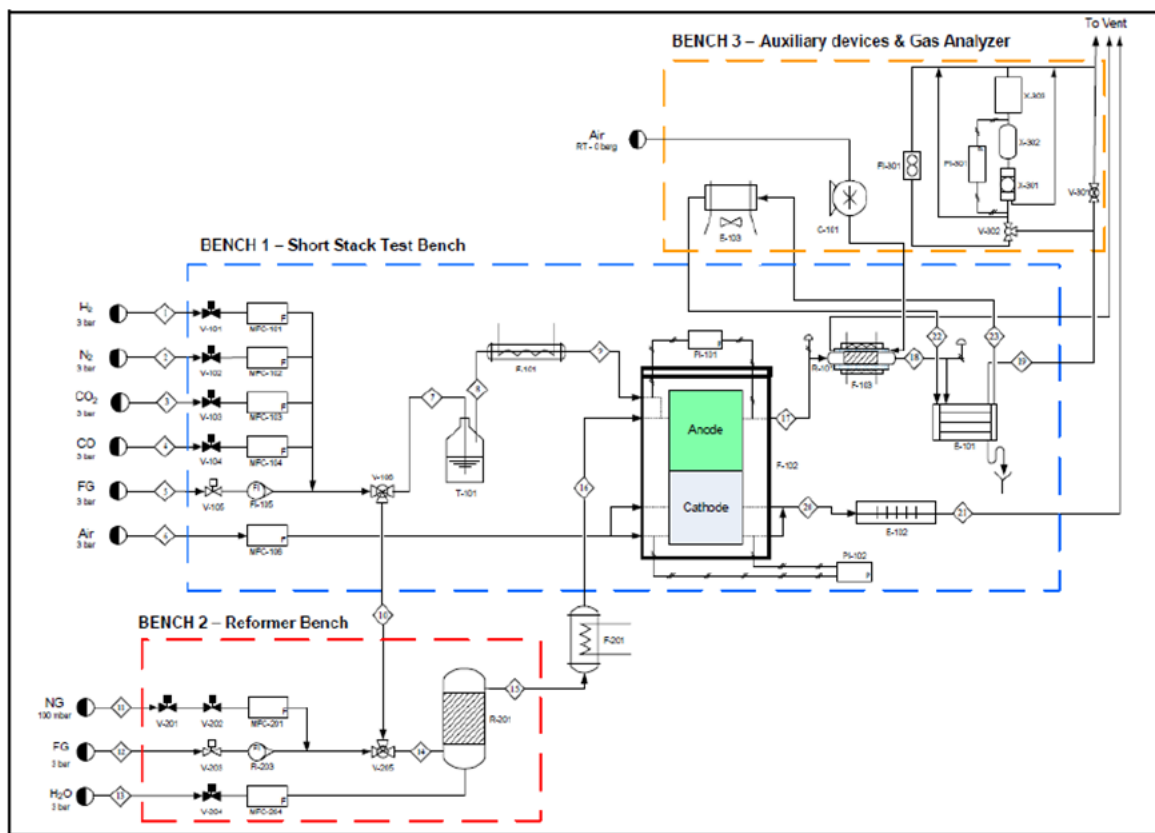 To Vent
BENCH 3 – Auxiliary devices & Gas Analyzer
X-303
Air
RT - 0 barg
FI-301
PI-301
X-302
X-301
V-301
E-103
C-101
V-302
BENCH 1 – Short Stack Test Bench
H₂
3 bar
1
V-101
MFC-101
F
N₂
3 bar
2
V-102
MFC-102
F
CO₂
3 bar
3
V-103
MFC-103
F
CO
3 bar
4
V-104
MFC-104
F
FG
3 bar
5
V-105
FI
FI-105
Air
3 bar
6
MFC-106
F
V-106
7
T-101
8
E-101
9
PI-101
P
Anode
Cathode
F-102
17
F-103
18
22
23
19
E-101
20
E-102
21
PI-102
P
16
10
F-201
BENCH 2 – Reformer Bench
NG
100 mbar
11
V-201
V-202
MFC-201
F
FG
3 bar
12
V-203
FI-203
V-205
14
R-201
15
H₂O
3 bar
13
V-204
MFC-204
F